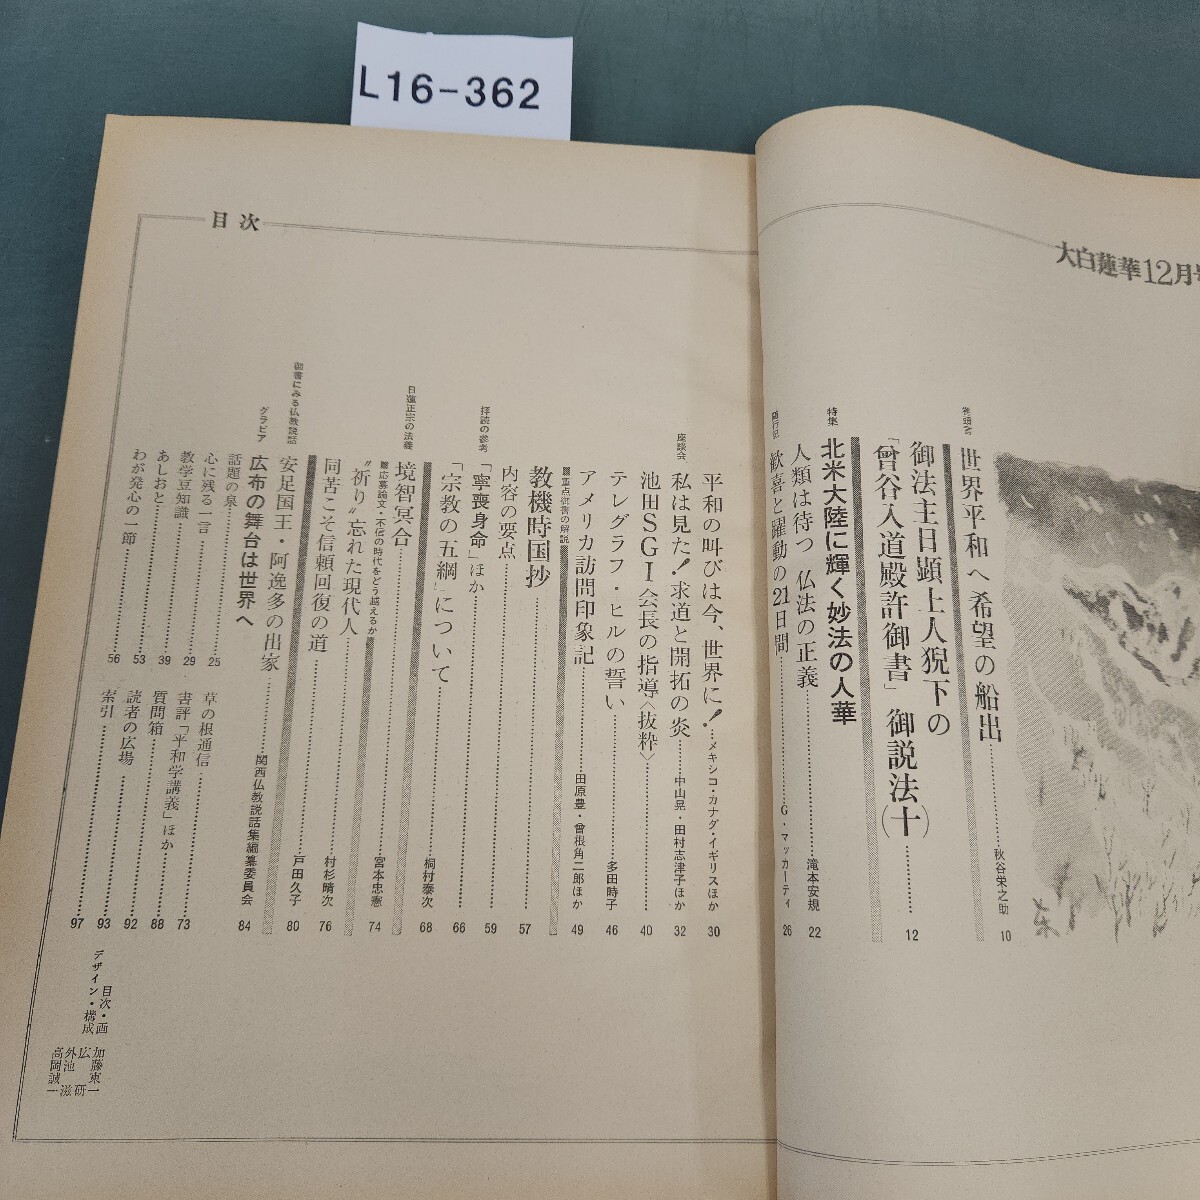 L16-362
大白蓮華12月号
目次
世界平和へ希望の船出 秋谷栄之助 10
御法主日顕上人猊下の
「曾谷入道殿許御書」御説法(十) 12
特集
北米大陸に輝く妙法の人華
人類は待つ 仏法の正義 滝本安規 22
随行記
歓喜と躍動の21日間 G・マッカーティ 26
平和の叫びは今、世界に! メキシコ・カナダ・イギリスほか 30
座談会
私は見た!求道と開拓の炎 中山晃・田村志津子ほか 32
池田SGI会長の指導〈抜粋〉 40
テレグラフ・ヒルの誓い 多田時子 46
アメリカ訪問印象記 田原豊・曾根角二郎ほか 49
■重点御書の解説
教機時国抄 57
内容の要点
拝読の参考
「寧喪身命」ほか 59
「宗教の五綱」について 66
日蓮正宗の法義
境智冥合 桐村泰次 68
■応募論文・不信の時代をどう越えるか
“祈り”忘れた現代人 宮本忠憲 74
同苦こそ信頼回復の道 村杉晴次 76
御書にみる仏教説話
安足国王・阿逸多の出家 戸田久子 80
グラビア
広布の舞台は世界へ 関西仏教説話集編纂委員会 84
話題の泉
心に残る一言 25
教学豆知識 29
あしおと 39
わが発心の一節 53
56
草の根通信 73
書評「平和学講義」ほか 88
質問箱 92
読者の広場 93
索引 97
目次・画 加藤東一
デザイン・構成 広研
外池滋
高岡誠一